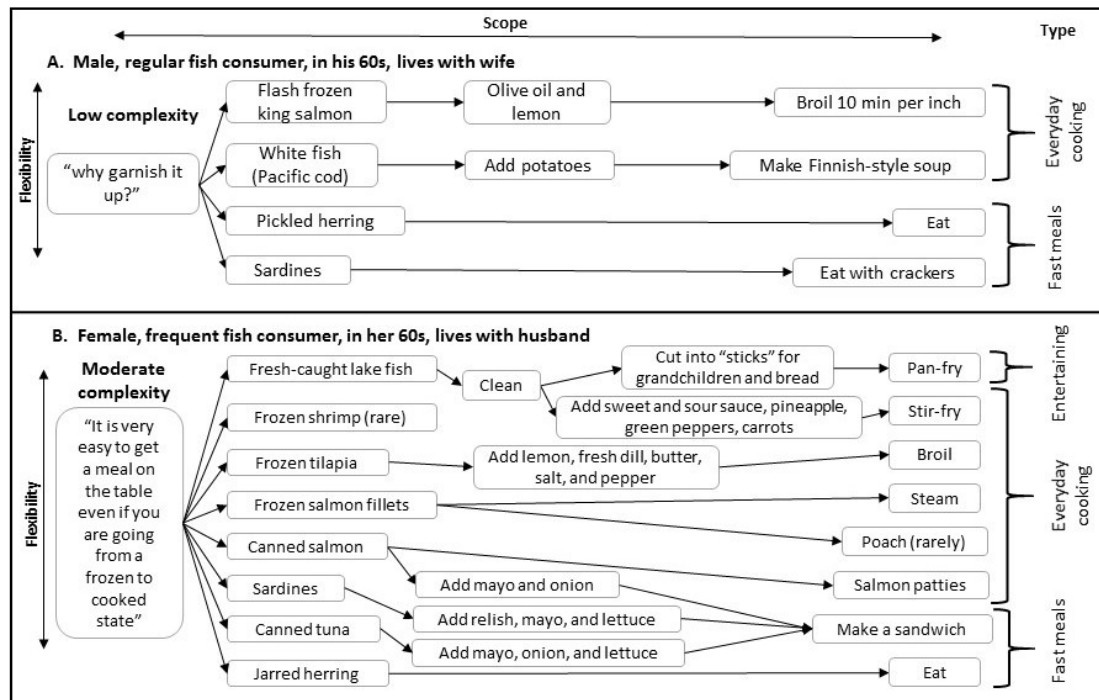 Scope
Type
A. Male, regular fish consumer, in his 60s, lives with wife
Flexibility
Low complexity
"why garnish it
up?"
Flash frozen
king salmon
Olive oil and
lemon
Broil 10 min per inch
White fish
(Pacific cod)
Add potatoes
Make Finnish-style soup
Everyday
cooking
Pickled herring
Eat
Sardines
Eat with crackers
Fast meals
B. Female, frequent fish consumer, in her 60s, lives with husband
Flexibility
Moderate
complexity
"It is very
easy to get
a meal on
the table
even if you
are going
from a
frozen to
cooked
state"
Fresh-caught lake fish
Clean
Cut into "sticks" for
grandchildren and bread
Pan-fry
Entertaining
Add sweet and sour sauce, pineapple,
green peppers, carrots
Stir-fry
Frozen shrimp (rare)
Frozen tilapia
Add lemon, fresh dill, butter,
salt, and pepper
Broil
Frozen salmon fillets
Steam
Poach (rarely)
Everyday
cooking
Canned salmon
Add mayo and onion
Salmon patties
Sardines
Add relish, mayo, and lettuce
Make a sandwich
Canned tuna
Add mayo, onion, and lettuce
Jarred herring
Eat
Fast meals